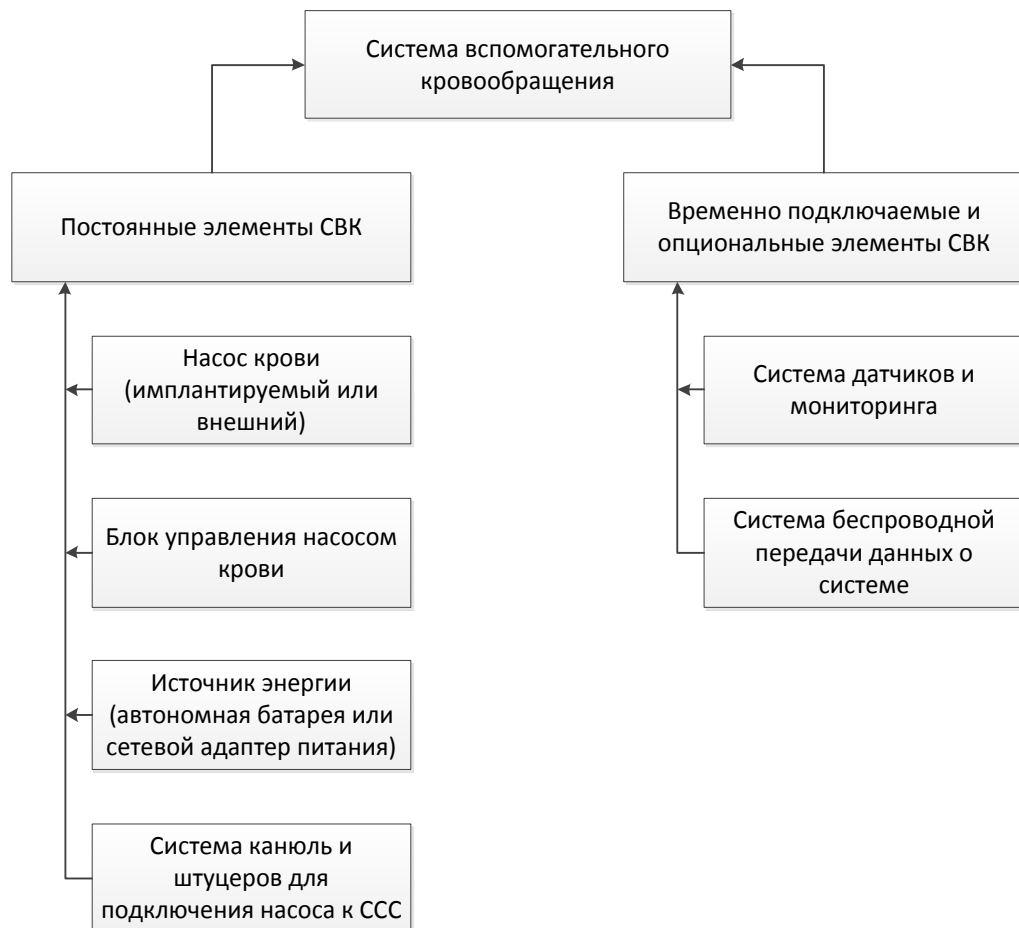 Система вспомогательного
кровообращения
Постоянные элементы СВК
Временно подключаемые и
опциональные элементы СВК
Насос крови
(имплантируемый или
внешний)
Блок управления насосом
крови
Источник энергии
(автономная батарея или
сетевой адаптер питания)
Система канюль и
штуцеров для
подключения насоса к ССС
Система датчиков и
мониторинга
Система беспроводной
передачи данных о
системе